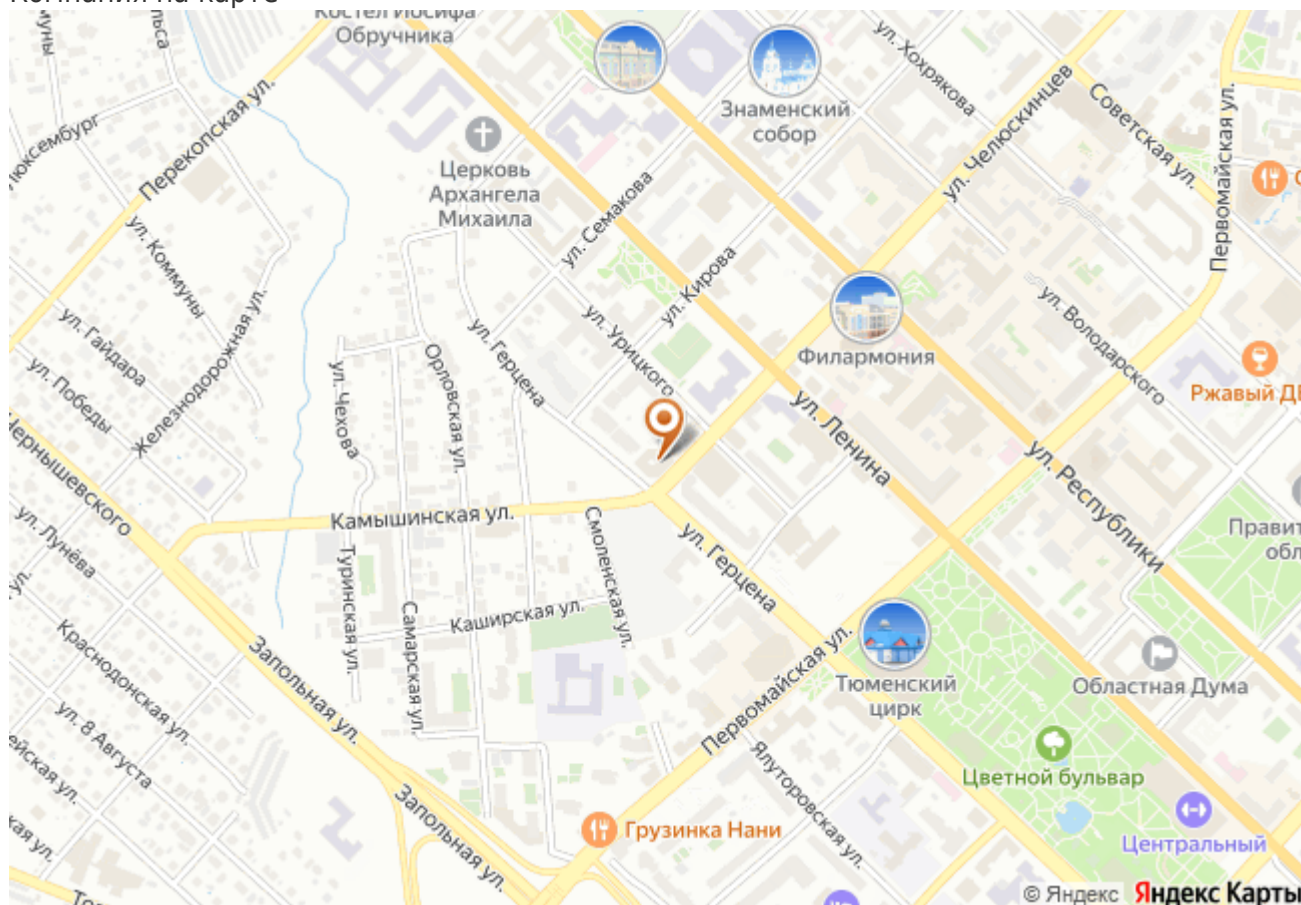 Компания на карте
Костел Иосифа
Обручника
ул. Хохрякова
Знаменский
собор
ул. Челюскинцев
Советская ул.
Первомайская ул.
Перекопская ул.
Церковь
Архангела
Михаила
ул. Семакова
ул. Кирова
ул. Коммуны
ул. Гайдара
ул. Победы
Железнодорожная ул.
ул. Чехова
Орловская ул.
ул. Герцена
ул. Урицкого
Филармония
ул. Володарского
Ржавый
ул. Ленина
ул. Республики
Чернышевского
ул. Лунёва
Камышинская ул.
Смоленская ул.
ул. Герцена
Туринская ул.
Самарская ул.
Каширская ул.
Краснодонская ул.
ул. 8 Августа
Запольная ул.
Запольная ул.
Первомайская ул.
Тюменский
цирк
Областная Дума
Цветной бульвар
Ялуторовская ул.
Грузинка Нани
Центральный
© Яндекс Яндекс Карты